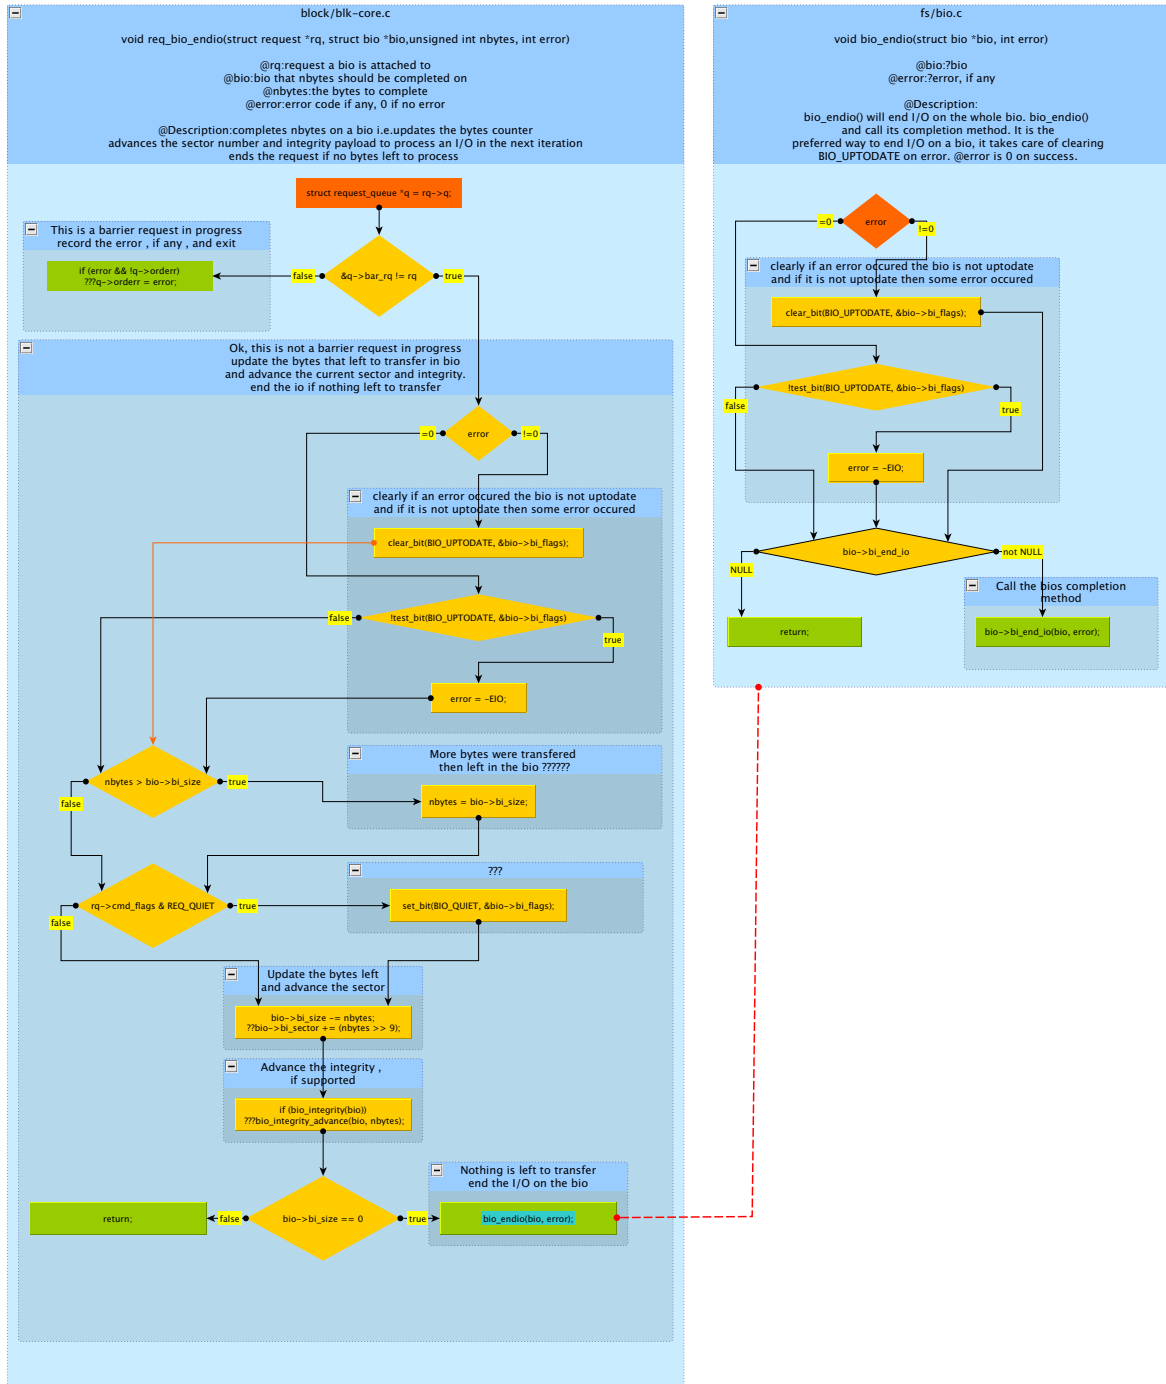 block/blk-core.c
void req_bio_endio(struct request *rq, struct bio *bio,unsigned int nbytes, int error)
@rq:request a bio is attached to
@bio:bio that nbytes should be completed on
@nbytes:the bytes to complete
@error:error code if any, 0 if no error
@Description:completes nbytes on a bio i.e.updates the bytes counter
advances the sector number and integrity payload to process an I/O in the next iteration
ends the request if no bytes left to process
struct request_queue *q = rq->q;
This is a barrier request in progress
record the error , if any , and exit
if (error && !q->orderr)
???q->orderr = error;
false
&q->bar_rq != rq
true
Ok, this is not a barrier request in progress
update the bytes that left to transfer in bio
and advance the current sector and integrity.
end the io if nothing left to transfer
=0
error
!=0
clearly if an error occured the bio is not uptodate
and if it is not uptodate then some error occured
clear_bit(BIO_UPTODATE, &bio->bi_flags);
false
!test_bit(BIO_UPTODATE, &bio->bi_flags)
true
error = -EIO;
More bytes were transfered
then left in the bio ??????
nbytes > bio->bi_size
true
false
nbytes = bio->bi_size;
???
rq->cmd_flags & REQ_QUIET
true
false
set_bit(BIO_QUIET, &bio->bi_flags);
Update the bytes left
and advance the sector
bio->bi_size -= nbytes;
??bio->bi_sector += (nbytes >> 9);
Advance the integrity ,
if supported
if (bio_integrity(bio))
???bio_integrity_advance(bio, nbytes);
Nothing is left to transfer
end the I/O on the bio
return;
false
bio->bi_size == 0
true
bio_endio(bio, error);
fs/bio.c
void bio_endio(struct bio *bio, int error)
@bio:?bio
@error:?error, if any
@Description:
bio_endio() will end I/O on the whole bio. bio_endio()
and call its completion method. It is the
preferred way to end I/O on a bio, it takes care of clearing
BIO_UPTODATE on error. @error is 0 on success.
=0
error
!=0
clearly if an error occured the bio is not uptodate
and if it is not uptodate then some error occured
clear_bit(BIO_UPTODATE, &bio->bi_flags);
!test_bit(BIO_UPTODATE, &bio->bi_flags)
false
true
error = -EIO;
bio->bi_end_io
not NULL
NULL
Call the bios completion
method
return;
bio->bi_end_io(bio, error);